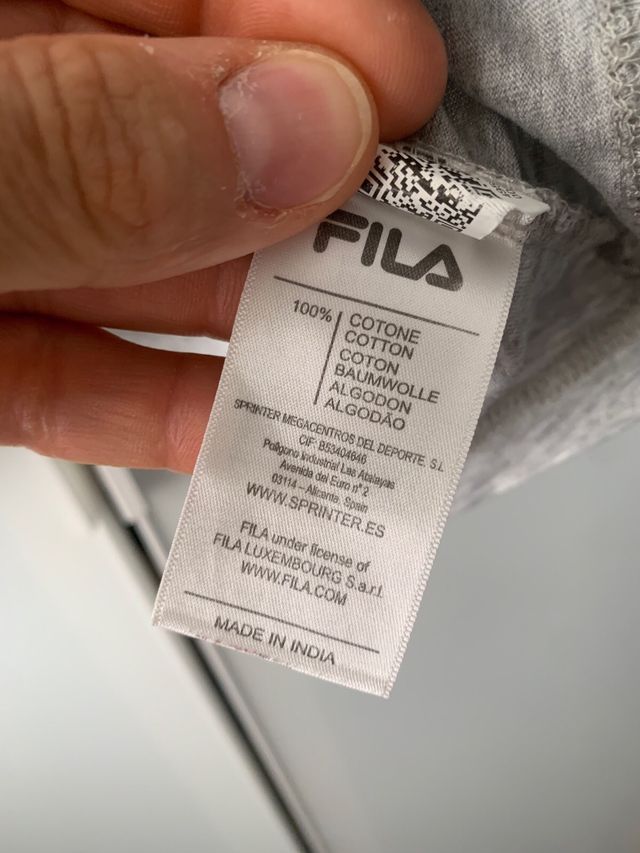 FILA
100%
COTONE
COTTON
COTON
BAUMWOLLE
ALGODON
ALGODÃO
SPRINTER MEGACENTROS DEL DEPORTE, S.L
CIF: B53404646
Poligono Industrial Las Atalayas
Avenida del Euro nº 2
03114 – Alicante, Spain
WWW.SPRINTER.ES
FILA under license of
FILA LUXEMBOURG S.a.r.l.
WWW.FILA.COM
MADE IN INDIA